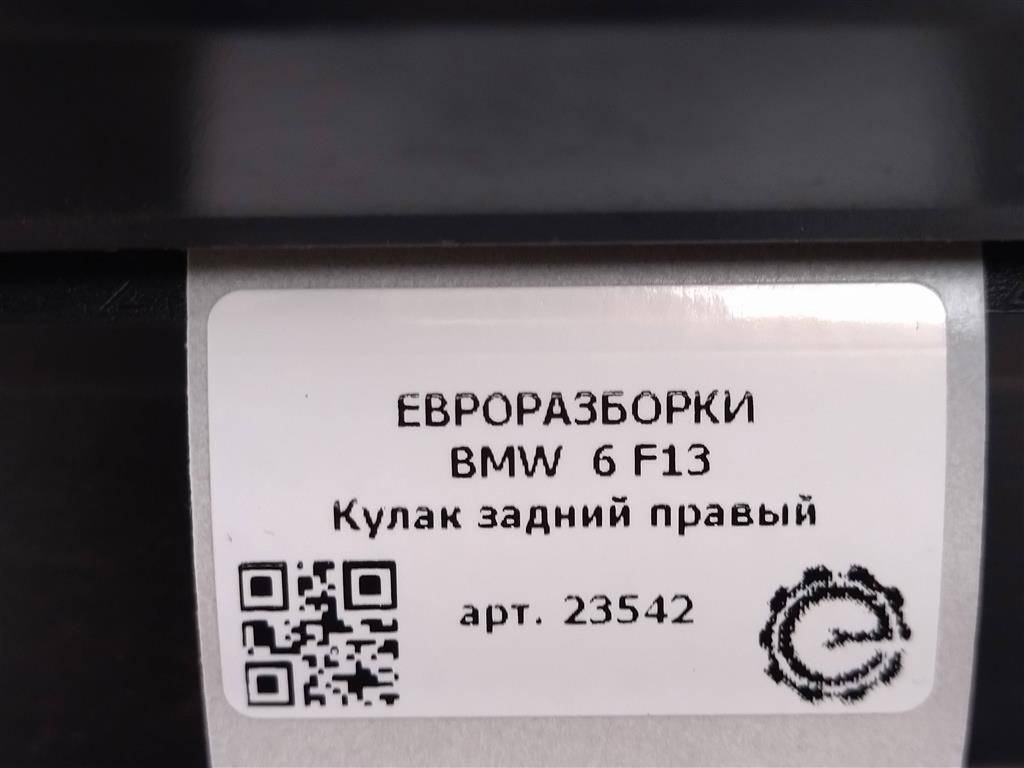 ЕВРОРАЗБОРКИ
BMW 6 F13
Кулак задний правый
арт. 23542